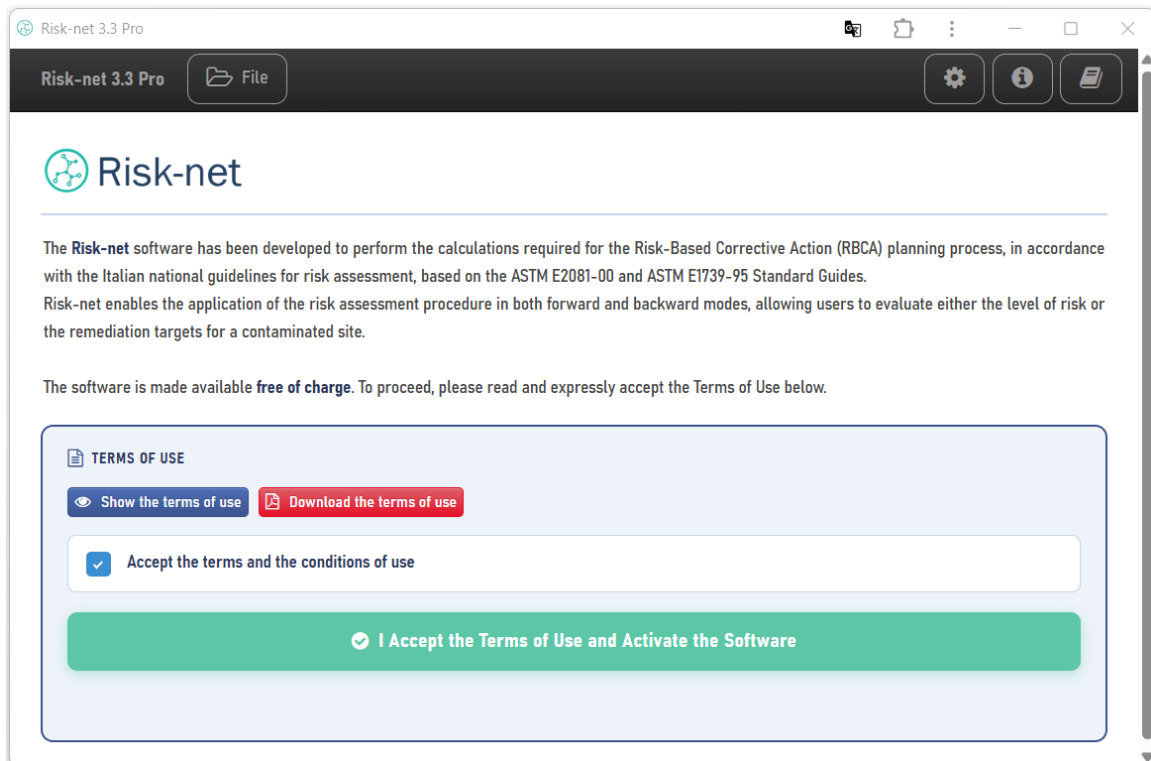 Risk-net 3.3 Pro
Risk-net 3.3 Pro
File
Risk-net
The Risk-net software has been developed to perform the calculations required for the Risk-Based Corrective Action (RBCA) planning process, in accordance
with the Italian national guidelines for risk assessment, based on the ASTM E2081-00 and ASTM E1739-95 Standard Guides.
Risk-net enables the application of the risk assessment procedure in both forward and backward modes, allowing users to evaluate either the level of risk or
the remediation targets for a contaminated site.
The software is made available free of charge. To proceed, please read and expressly accept the Terms of Use below.
TERMS OF USE
Show the terms of use
Download the terms of use
Accept the terms and the conditions of use
I Accept the Terms of Use and Activate the Software